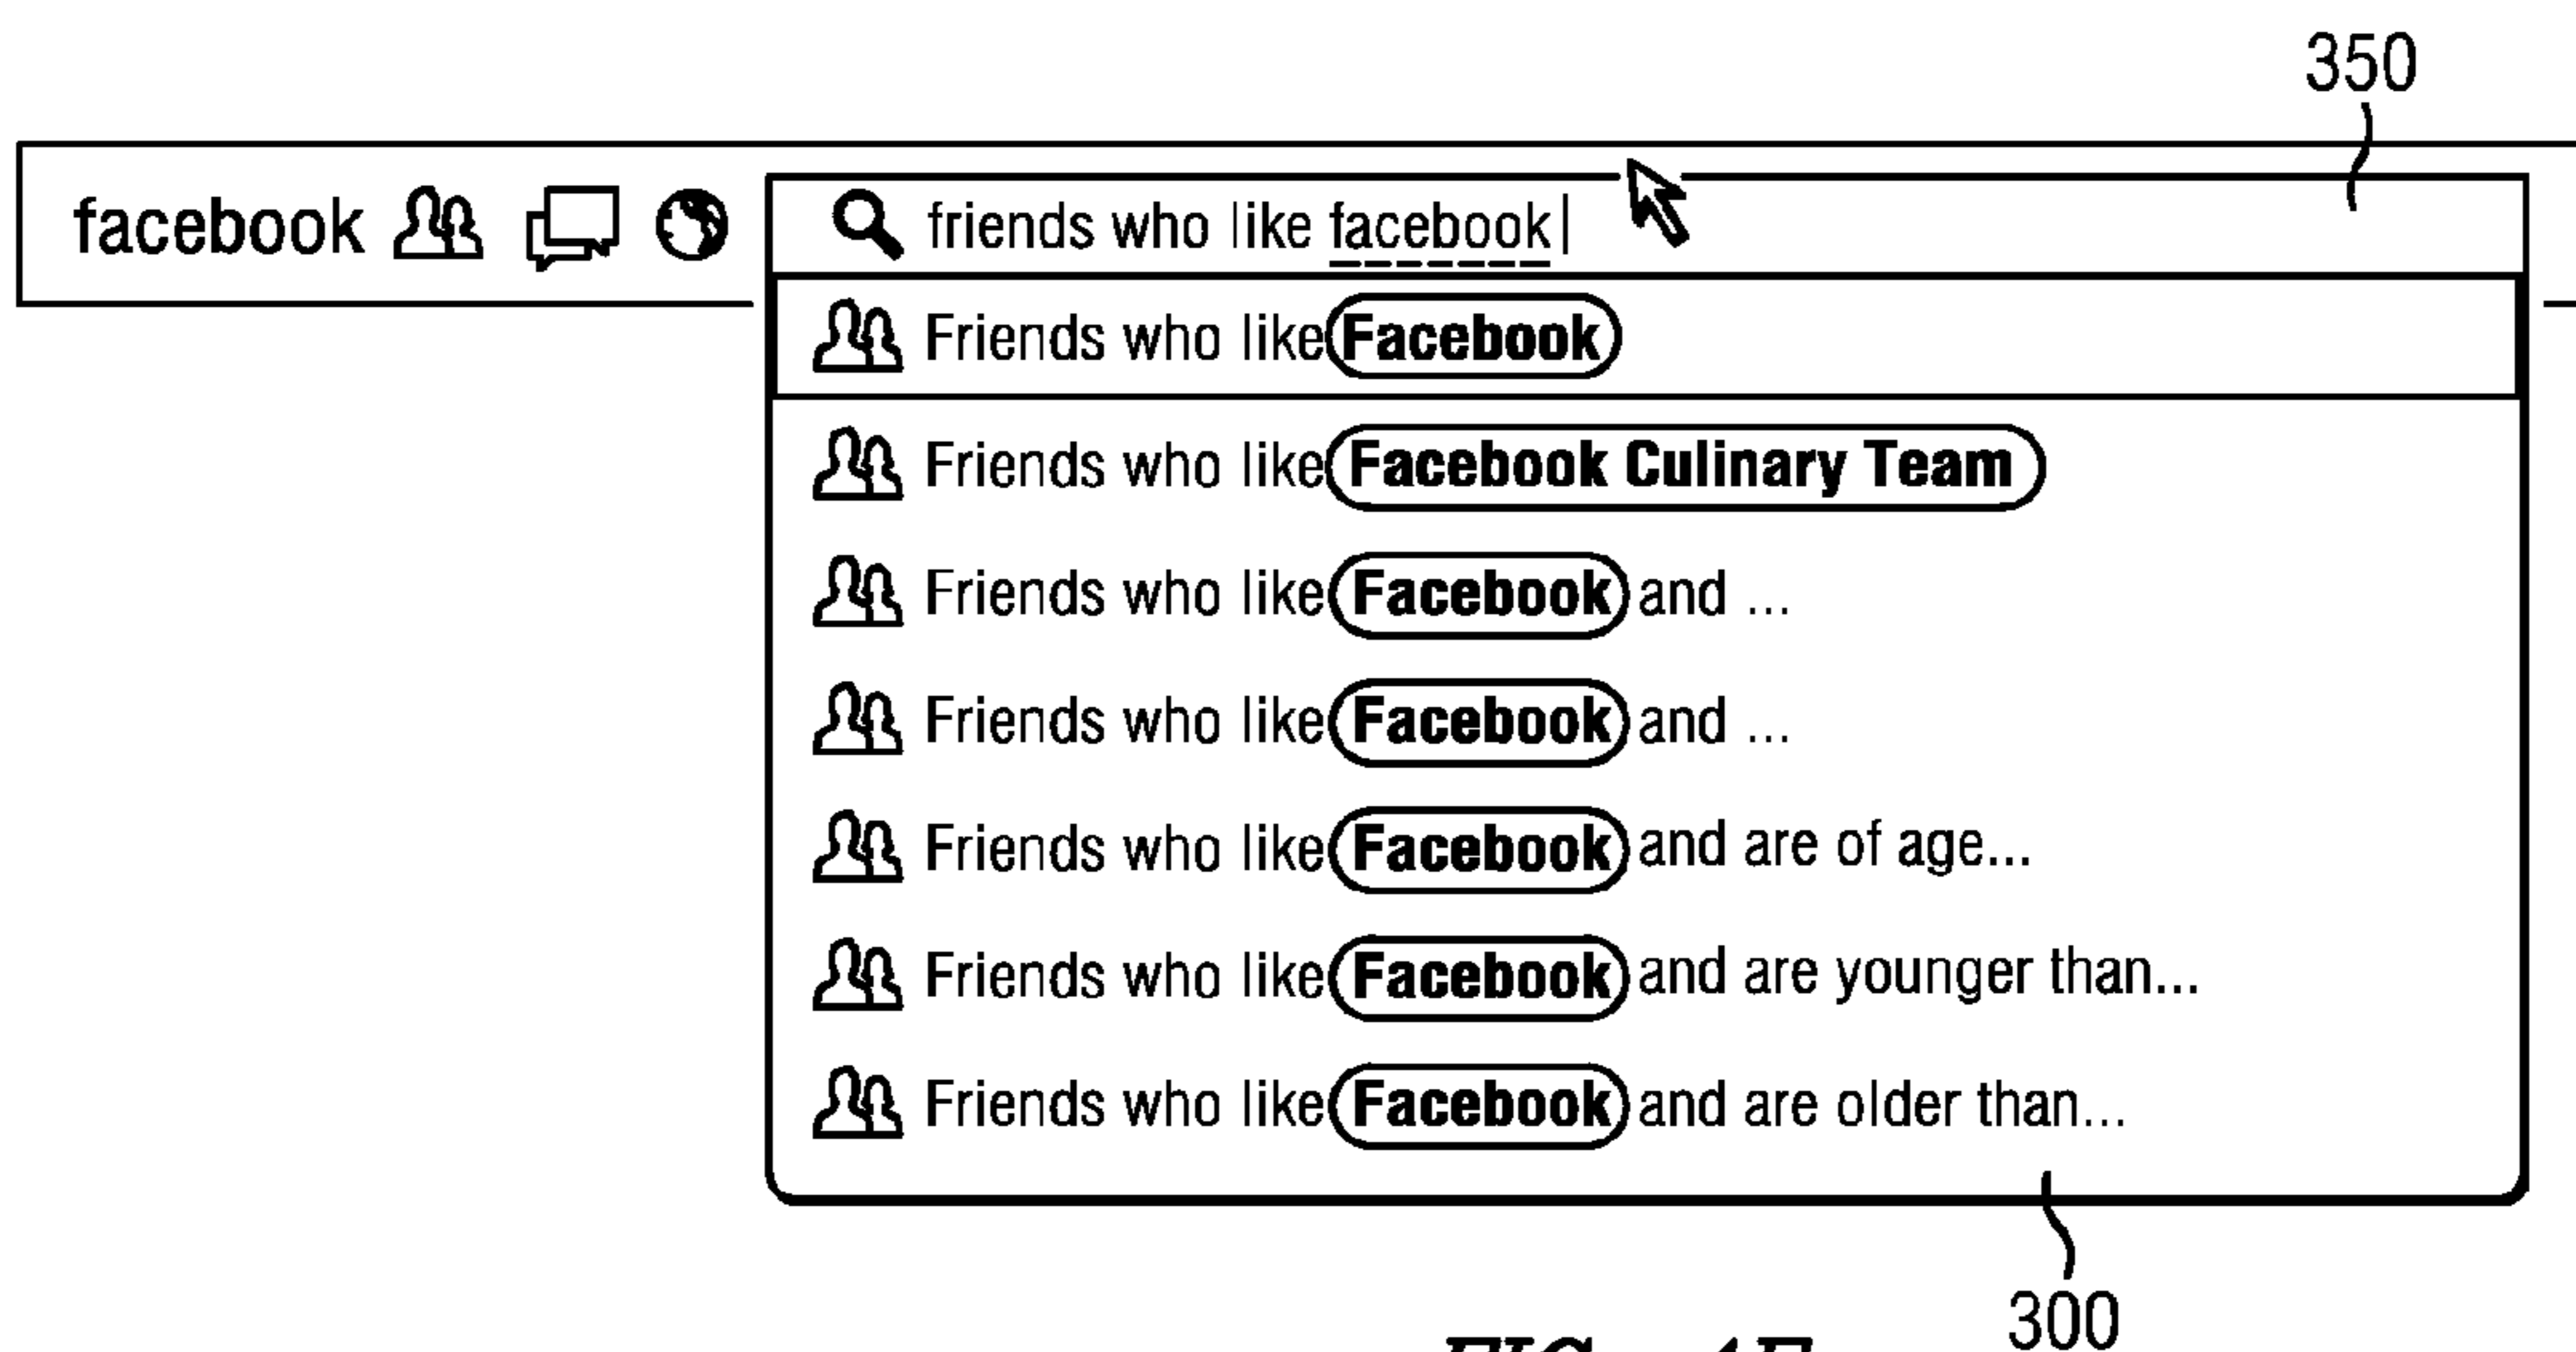 350
facebook friends who like facebook
Friends who like Facebook
Friends who like Facebook Culinary Team
Friends who like Facebook and ...
Friends who like Facebook and ...
Friends who like Facebook and are of age...
Friends who like Facebook and are younger than...
Friends who like Facebook and are older than...
300